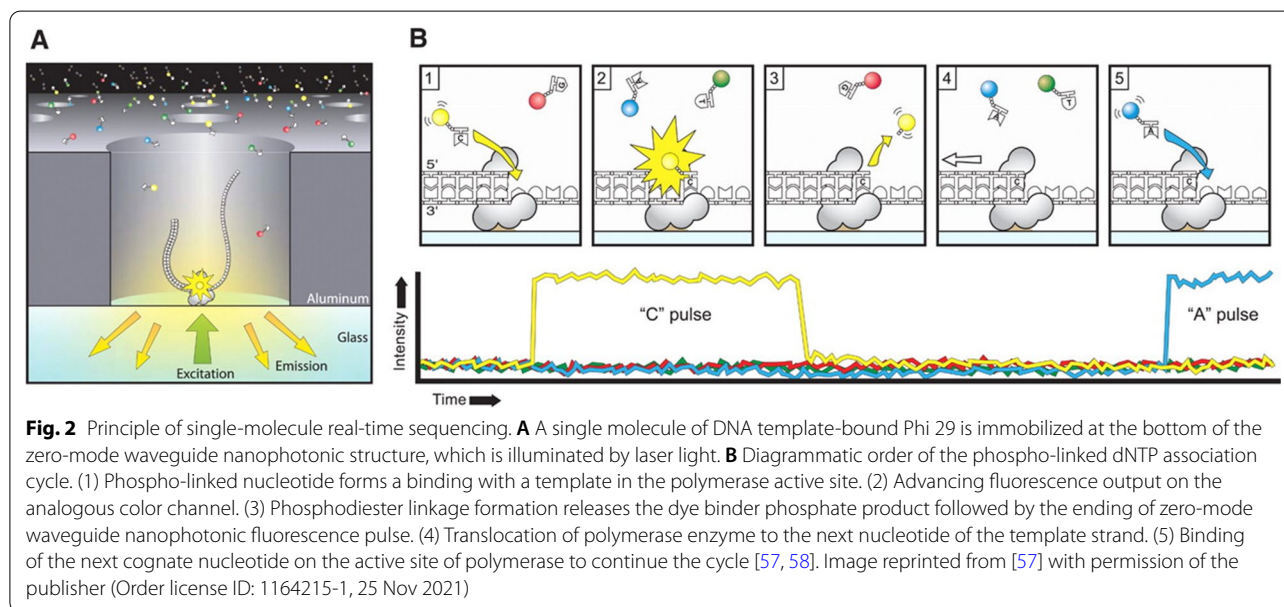 A
B
1
2
3
4
5
G
A
T
G
A
T
A
C
C
5'
3'
C
C
C
C
Aluminum
Glass
Excitation
Emission
Intensity
"C" pulse
"A" pulse
Time
Fig. 2 Principle of single-molecule real-time sequencing. A A single molecule of DNA template-bound Phi 29 is immobilized at the bottom of the
zero-mode waveguide nanophotonic structure, which is illuminated by laser light. B Diagrammatic order of the phospho-linked dNTP association
cycle. (1) Phospho-linked nucleotide forms a binding with a template in the polymerase active site. (2) Advancing fluorescence output on the
analogous color channel. (3) Phosphodiester linkage formation releases the dye binder phosphate product followed by the ending of zero-mode
waveguide nanophotonic fluorescence pulse. (4) Translocation of polymerase enzyme to the next nucleotide of the template strand. (5) Binding
of the next cognate nucleotide on the active site of polymerase to continue the cycle [57, 58]. Image reprinted from [57] with permission of the
publisher (Order license ID: 1164215-1, 25 Nov 2021)